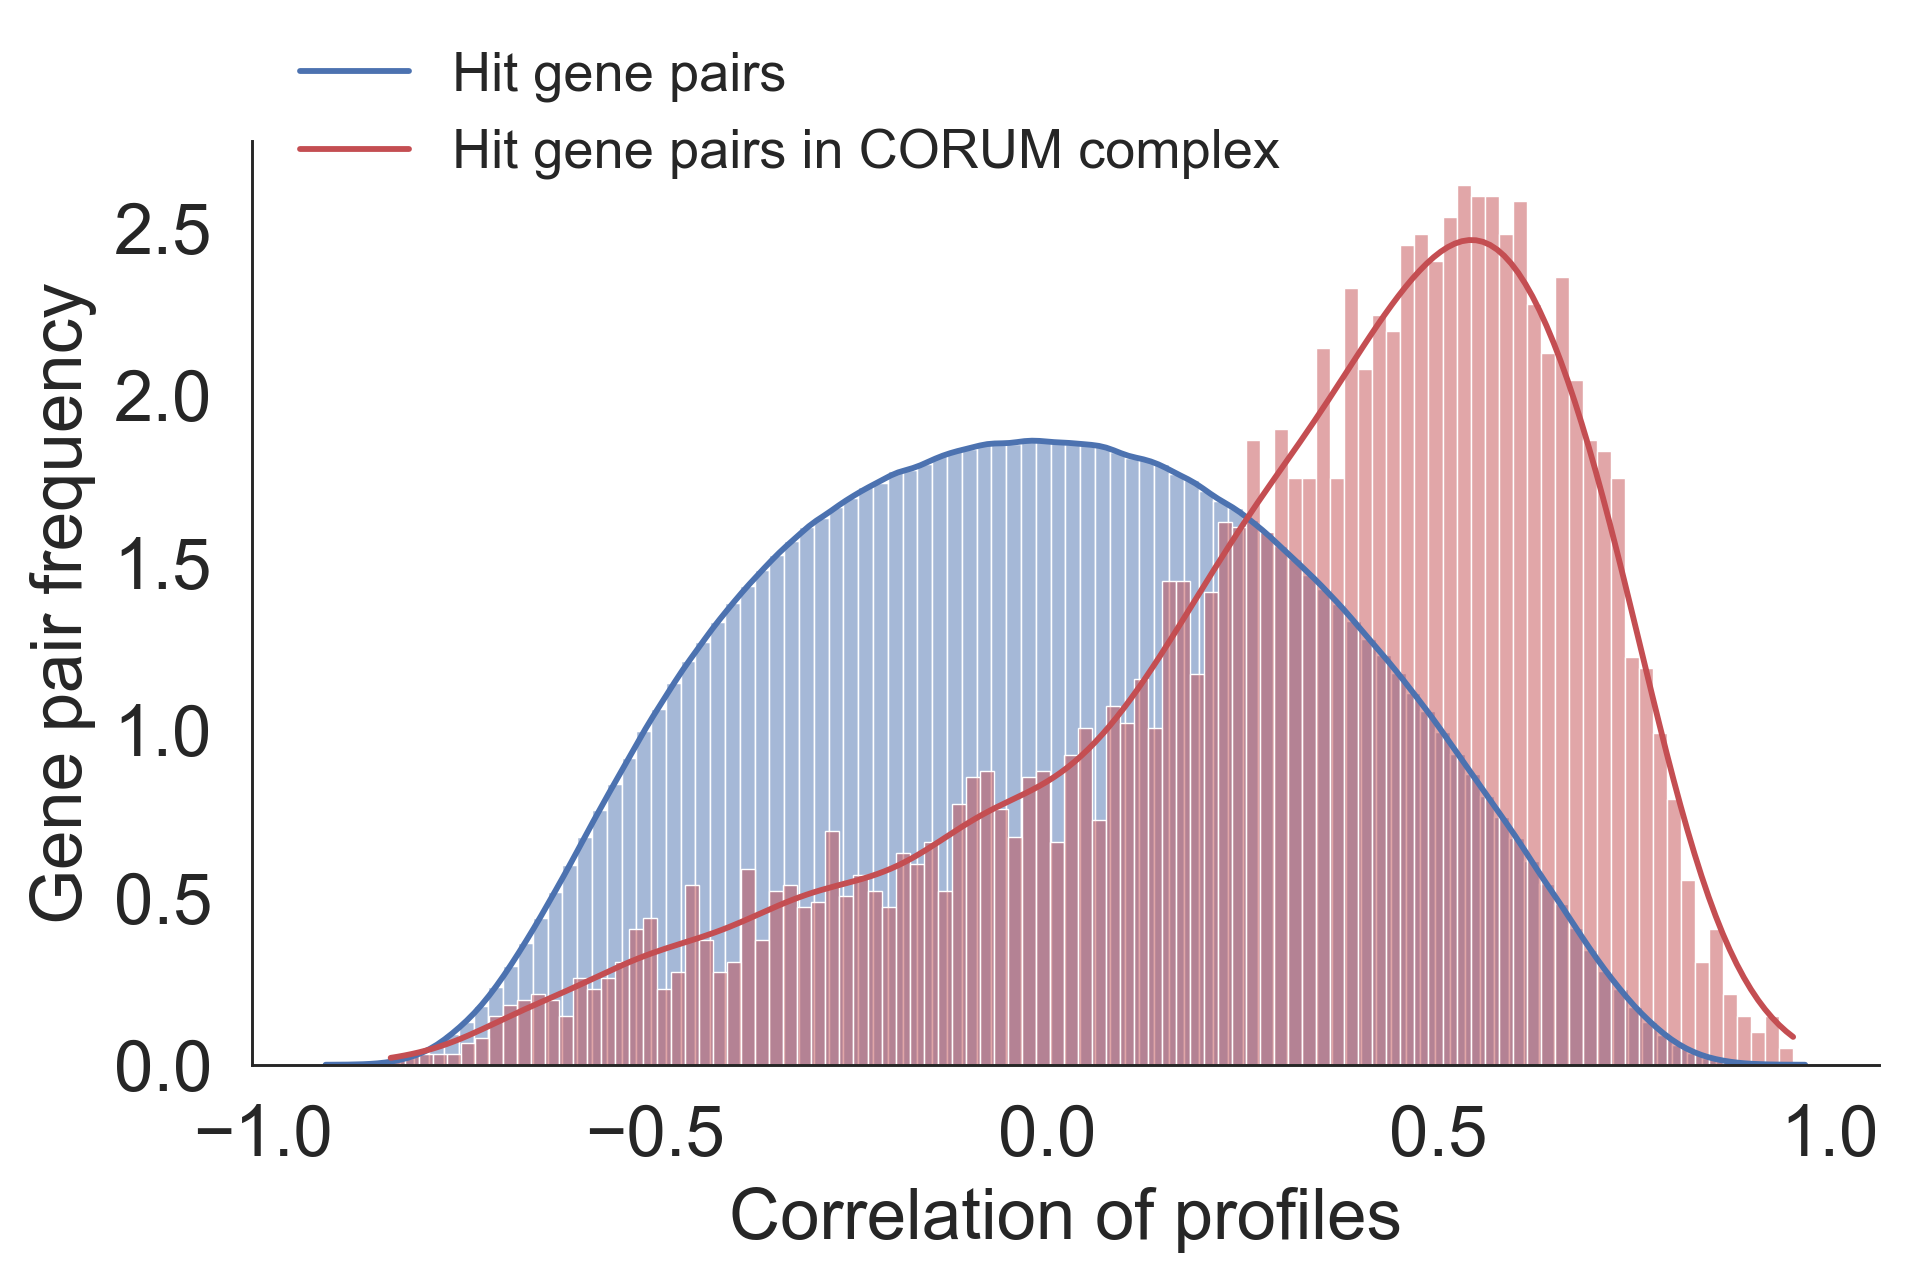 Hit gene pairs
Hit gene pairs in CORUM complex
2.5
2.0
1.5
1.0
0.5
0.0
Gene pair frequency
−1.0 −0.5 0.0 0.5 1.0
Correlation of profiles